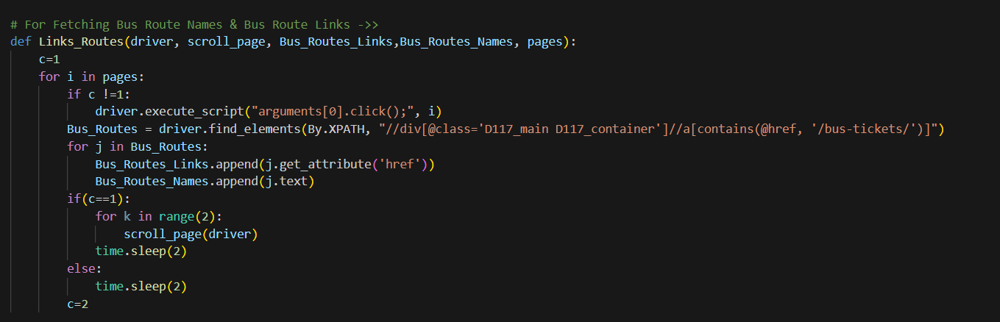 # For Fetching Bus Route Names & Bus Route Links ->>
def Links_Routes(driver, scroll_page, Bus_Routes_Links,Bus_Routes_Names, pages):
    c=1
    for i in pages:
        if c !=1:
            driver.execute_script("arguments[0].click();", i)
        Bus_Routes = driver.find_elements(By.XPATH, "//div[@class='D117_main D117_container']//a[contains(@href, '/bus-tickets/')]")
        for j in Bus_Routes:
            Bus_Routes_Links.append(j.get_attribute('href'))
            Bus_Routes_Names.append(j.text)
        if(c==1):
            for k in range(2):
                scroll_page(driver)
            time.sleep(2)
        else:
            time.sleep(2)
        c=2